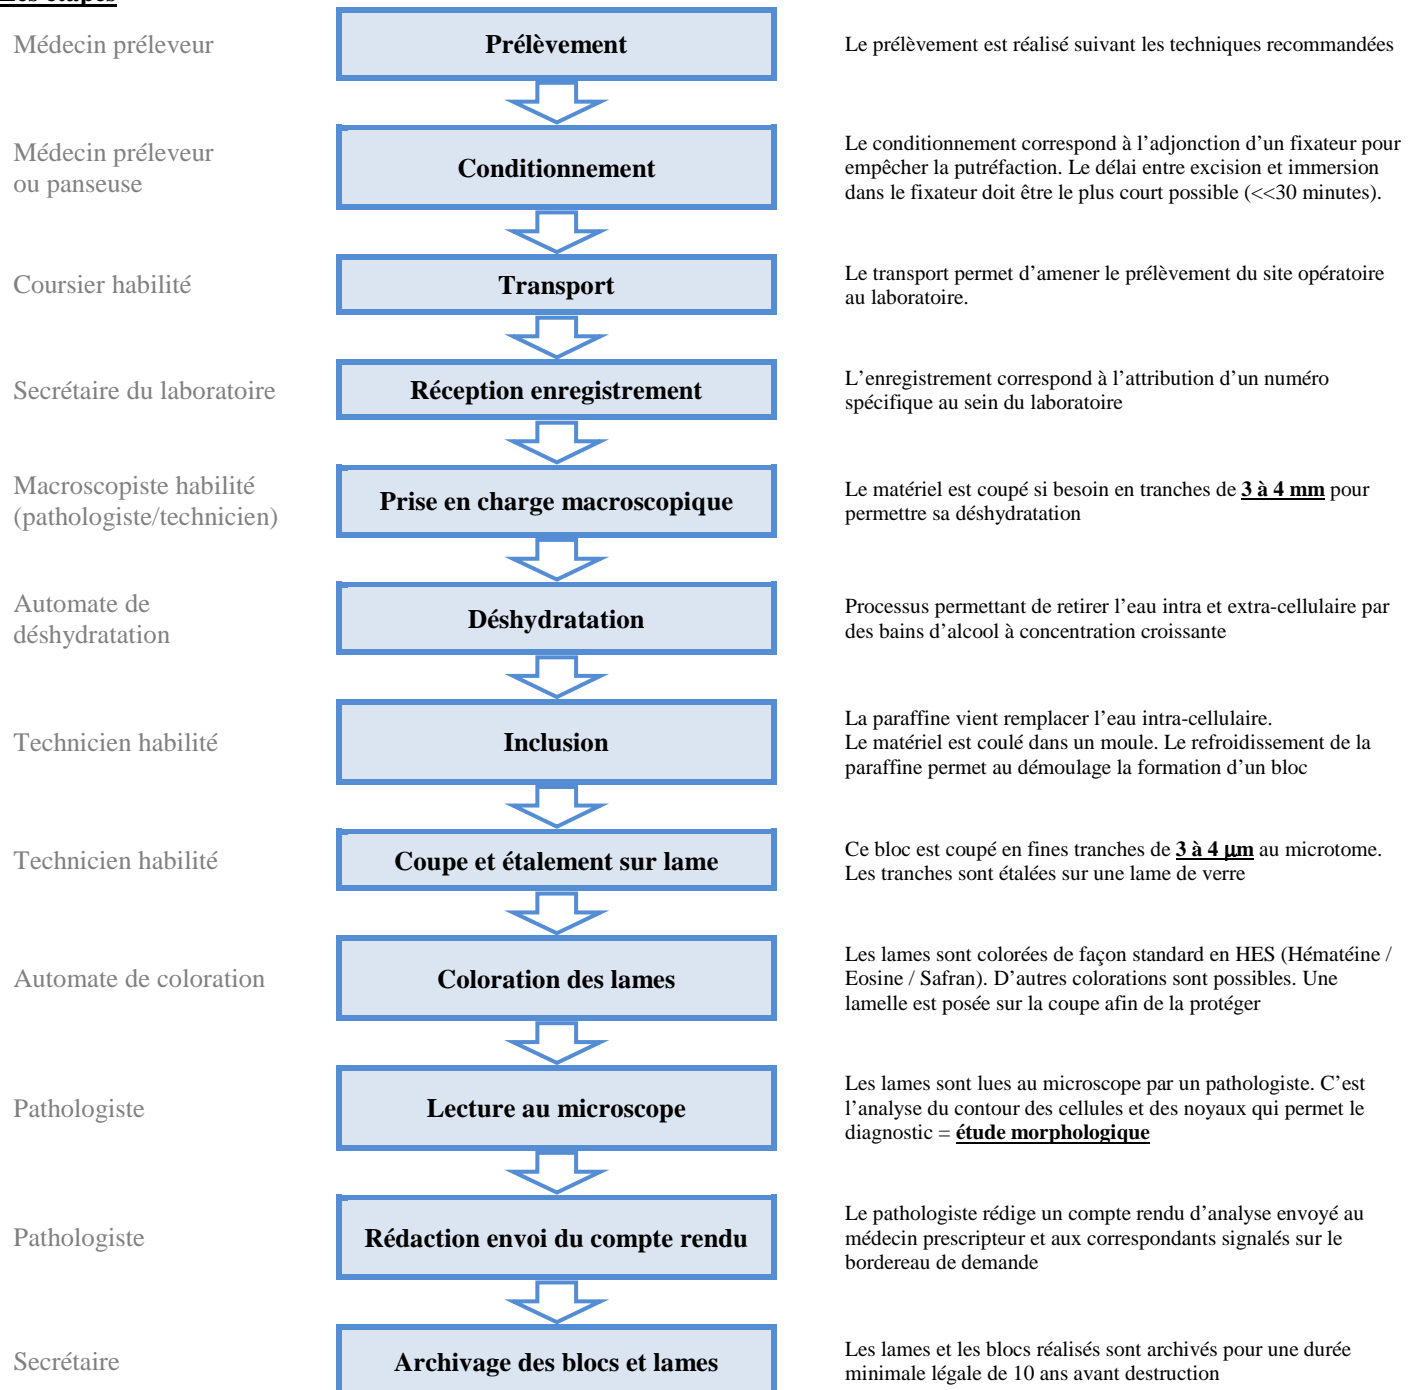 Les étapes
Médecin préleveur
Prélèvement
Le prélèvement est réalisé suivant les techniques recommandées
Médecin préleveur
ou panseuse
Conditionnement
Le conditionnement correspond à l’adjonction d’un fixateur pour
empêcher la putréfaction. Le délai entre excision et immersion
dans le fixateur doit être le plus court possible (<<30 minutes).
Coursier habilité
Transport
Le transport permet d’amener le prélèvement du site opératoire
au laboratoire.
Secrétaire du laboratoire
Réception enregistrement
L’enregistrement correspond à l’attribution d’un numéro
spécifique au sein du laboratoire
Macroscopiste habilité
(pathologiste/technicien)
Prise en charge macroscopique
Le matériel est coupé si besoin en tranches de 3 à 4 mm pour
permettre sa déshydratation
Automate de
déshydratation
Déshydratation
Processus permettant de retirer l’eau intra et extra-cellulaire par
des bains d’alcool à concentration croissante
Technicien habilité
Inclusion
La paraffine vient remplacer l’eau intra-cellulaire.
Le matériel est coulé dans un moule. Le refroidissement de la
paraffine permet au démoulage la formation d’un bloc
Technicien habilité
Coupe et étalement sur lame
Ce bloc est coupé en fines tranches de 3 à 4 µm au microtome.
Les tranches sont étalées sur une lame de verre
Automate de coloration
Coloration des lames
Les lames sont colorées de façon standard en HES (Hématéine /
Eosine / Safran). D’autres colorations sont possibles. Une
lamelle est posée sur la coupe afin de la protéger
Pathologiste
Lecture au microscope
Les lames sont lues au microscope par un pathologiste. C’est
l’analyse du contour des cellules et des noyaux qui permet le
diagnostic = étude morphologique
Pathologiste
Rédaction envoi du compte rendu
Le pathologiste rédige un compte rendu d’analyse envoyé au
médecin prescripteur et aux correspondants signalés sur le
bordereau de demande
Secrétaire
Archivage des blocs et lames
Les lames et les blocs réalisés sont archivés pour une durée
minimale légale de 10 ans avant destruction